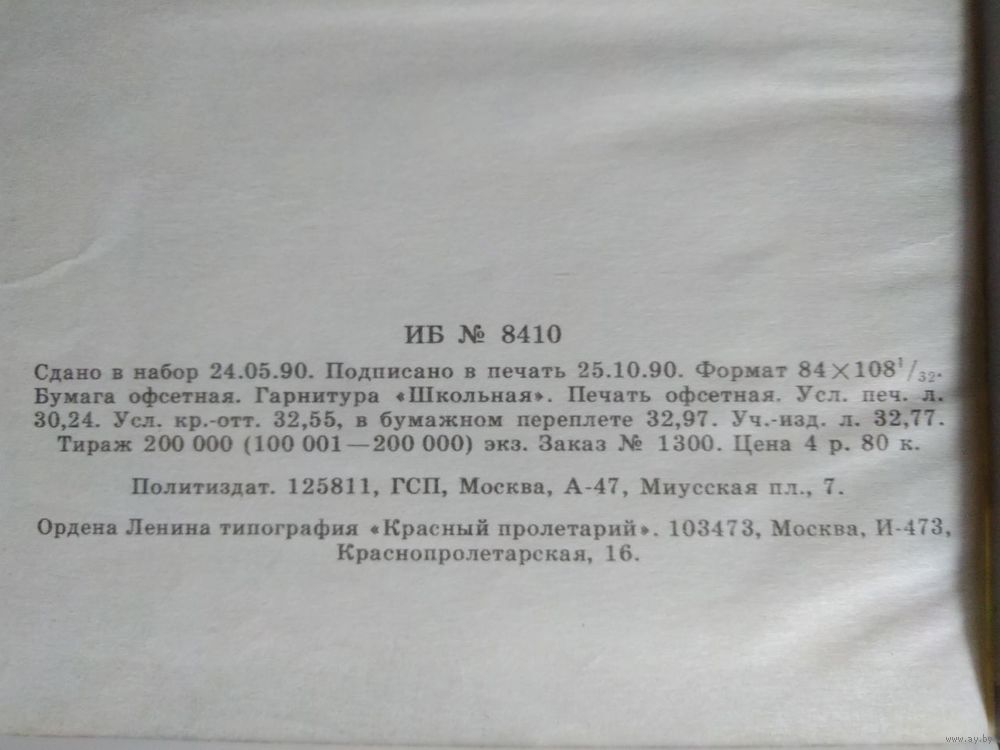 ИБ № 8410
Сдано в набор 24.05.90. Подписано в печать 25.10.90. Формат 84×108¹/₃₂.
Бумага офсетная. Гарнитура «Школьная». Печать офсетная. Усл. печ. л.
30,24. Усл. кр.-отт. 32,55, в бумажном переплете 32,97. Уч.-изд. л. 32,77.
Тираж 200 000 (100 001—200 000) экз. Заказ № 1300. Цена 4 р. 80 к.
Политиздат. 125811, ГСП, Москва, А-47, Миусская пл., 7.
Ордена Ленина типография «Красный пролетарий». 103473, Москва, И-473,
Краснопролетарская, 16.
www.ay.by